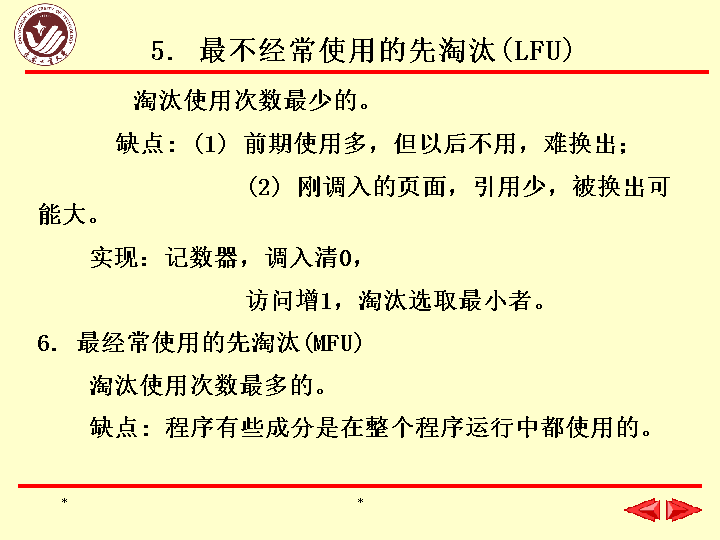 5. 最不经常使用的先淘汰(LFU)
淘汰使用次数最少的。
缺点：(1) 前期使用多，但以后不用，难换出；
(2) 刚调入的页面，引用少，被换出可
能大。
实现：记数器，调入清0，
访问增1，淘汰选取最小者。
6. 最经常使用的先淘汰(MFU)
淘汰使用次数最多的。
缺点：程序有些成分是在整个程序运行中都使用的。
* *